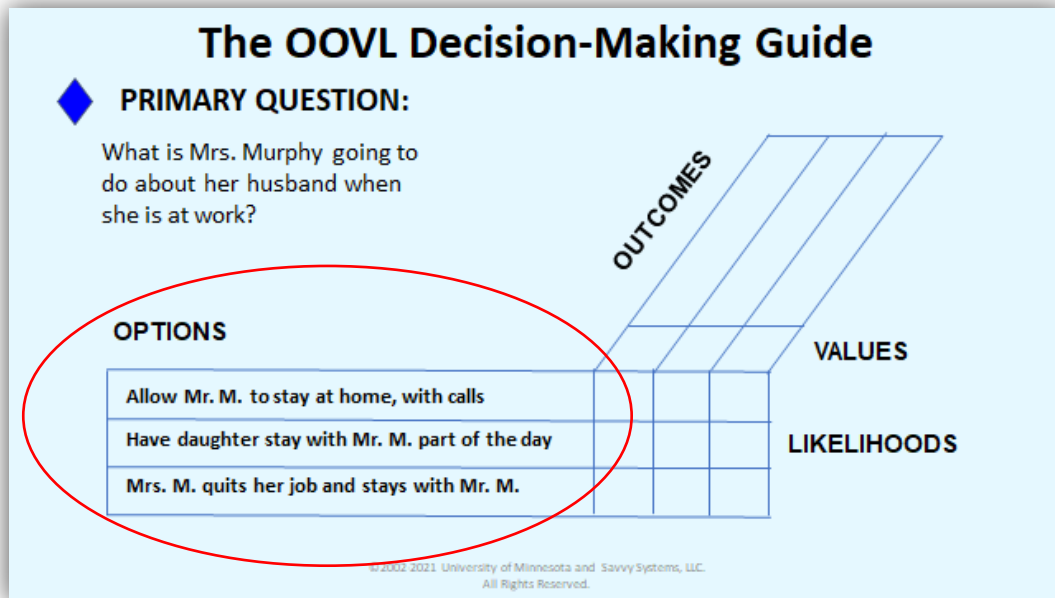 The OOVL Decision-Making Guide
PRIMARY QUESTION:
What is Mrs. Murphy going to
do about her husband when
she is at work?
OUTCOMES
OPTIONS
VALUES
Allow Mr. M. to stay at home, with calls
Have daughter stay with Mr. M. part of the day
LIKELIHOODS
Mrs. M. quits her job and stays with Mr. M.
©2002-2021 University of Minnesota and Savvy Systems, LLC.
All Rights Reserved.